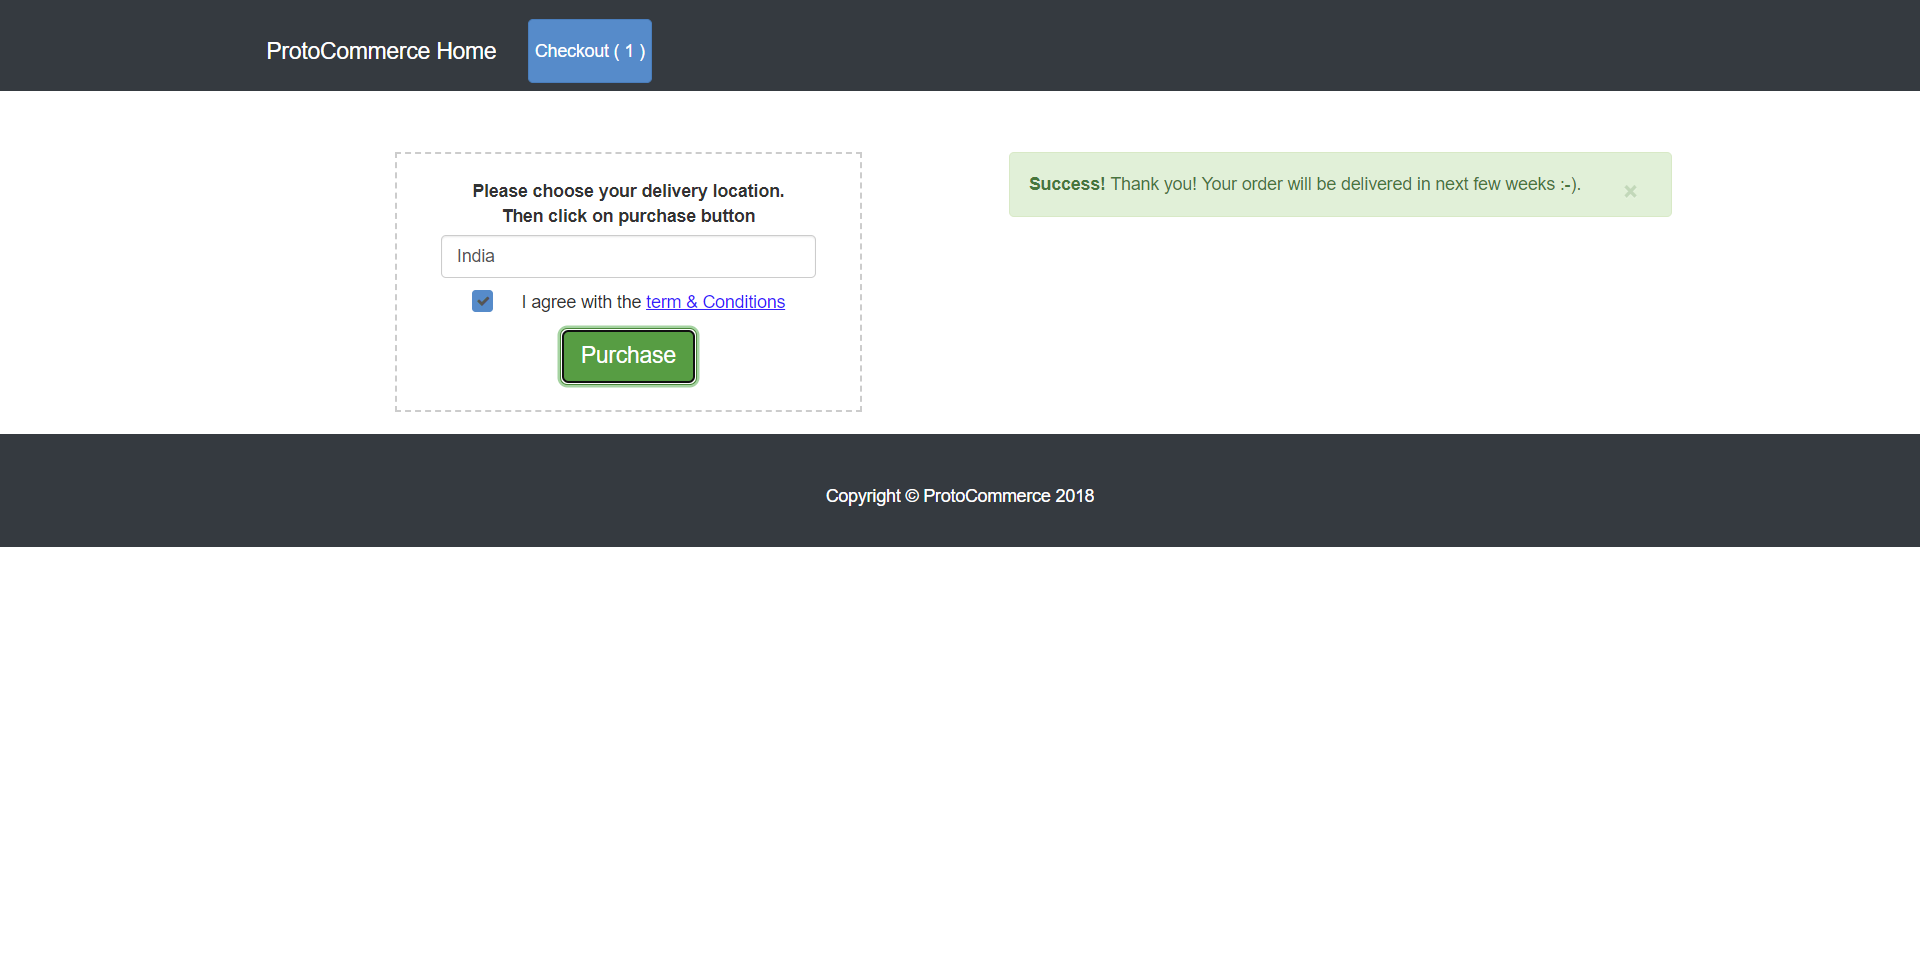 ProtoCommerce Home
Checkout ( 1 )
Please choose your delivery location.
Then click on purchase button
India
I agree with the term & Conditions
Purchase
Success! Thank you! Your order will be delivered in next few weeks :-).
×
Copyright © ProtoCommerce 2018